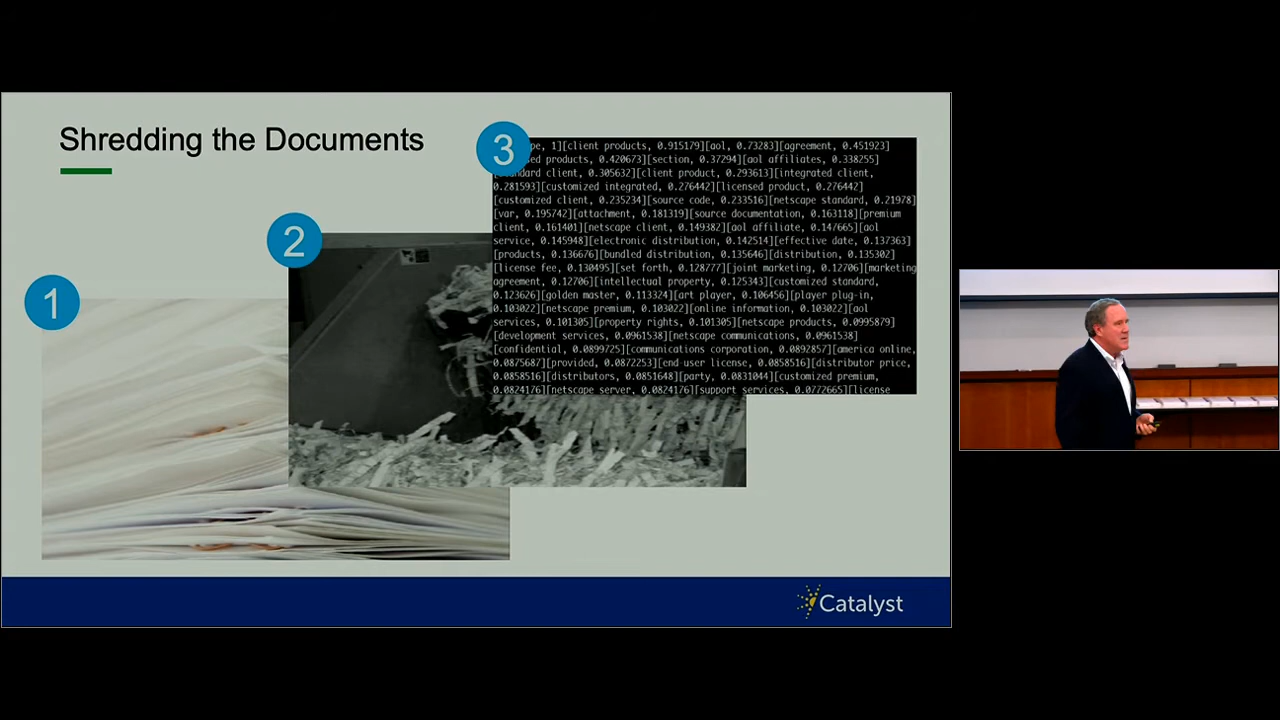 Shredding the Documents
1
2
3
pe, 1][client products, 0.915179][aol, 0.73283][agreement, 0.451923]
products, 0.420673][section, 0.37294][aol affiliates, 0.338255]
client, 0.305632][client product, 0.293613][integrated client,
0.281593][customized integrated, 0.276442][licensed product, 0.276442]
[customized client, 0.235234][source code, 0.233516][netscape standard, 0.21978]
[var, 0.195742][attachment, 0.181319][source documentation, 0.163118][premium
client, 0.161401][netscape client, 0.149382][aol affiliate, 0.147665][aol
service, 0.145948][electronic distribution, 0.142514][effective date, 0.137363]
[products, 0.136676][bundled distribution, 0.135646][distribution, 0.135302]
[license fee, 0.130495][set forth, 0.128777][joint marketing, 0.12706][marketing
agreement, 0.12706][intellectual property, 0.125343][customized standard,
0.123626][golden master, 0.113324][art player, 0.106456][player plug-in,
0.103022][netscape premium, 0.103022][online information, 0.103022][aol
services, 0.101305][property rights, 0.101305][netscape products, 0.0995879]
[development services, 0.0961538][netscape communications, 0.0961538]
[confidential, 0.0899725][communications corporation, 0.0892857][america online,
0.0875687][provided, 0.0872253][end-user license, 0.0858516][distributor price,
0.0858516][distributors, 0.0851648][party, 0.0831044][customized premium,
0.0824176][netscape server, 0.0824176][support services, 0.0772665][license
Catalyst